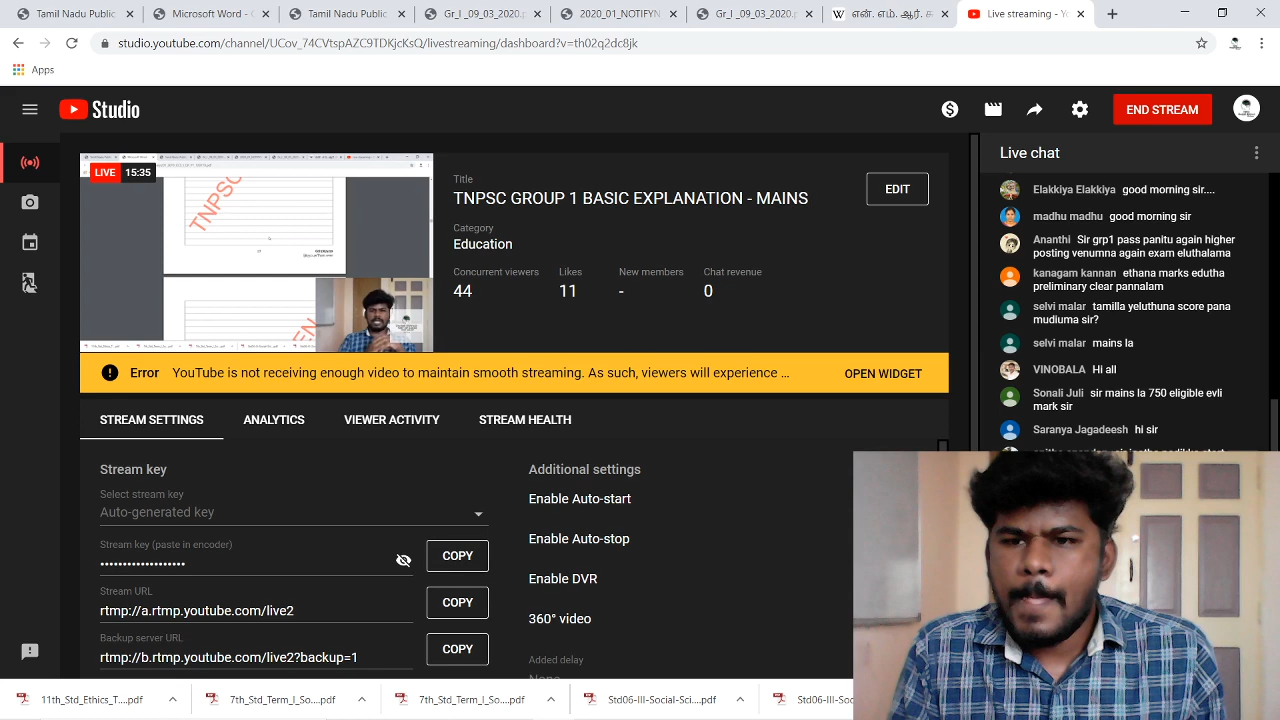 Tamil Nadu Public
Microsoft Word -
Tamil Nadu Public
Gr_I_09_03_2020.p
2020_01_NOTIFYN
Gr_I_09_03_2020.p
என். எம். ஆர்.
Live streaming - Yo
studio.youtube.com/channel/
Apps
Studio
END STREAM
LIVE 15:35
TNPSC
Title
TNPSC GROUP 1 BASIC EXPLANATION - MAINS
EDIT
Category
Education
Concurrent viewers Likes New members Chat revenue
44 11 - 0
Error YouTube is not receiving enough video to maintain smooth streaming. As such, viewers will experience ...
OPEN WIDGET
STREAM SETTINGS ANALYTICS VIEWER ACTIVITY STREAM HEALTH
Stream key
Select stream key
Auto-generated key
Stream key (paste in encoder)
•••••••••••••••••••
COPY
Stream URL
rtmp://a.rtmp.youtube.com/live2
COPY
Backup server URL
rtmp://b.rtmp.youtube.com/live2?backup=1
COPY
Additional settings
Enable Auto-start
Enable Auto-stop
Enable DVR
360° video
Added delay
Live chat
Elakkiya Elakkiya good morning sir....
madhu madhu good morning sir
Ananthi Sir grp1 pass panitu again higher
posting venumna again exam eluthalama
kanagam kannan ethana marks edutha
preliminary clear pannalam
selvi malar tamilla yeluthuna score pana
mudiuma sir?
selvi malar mains la
VINOBALA Hi all
Sonali Juli sir mains la 750 eligible evli
mark sir
Saranya Jagadeesh hi sir
11th_Std_Ethics_T....pdf
7th_Std_Term_I_So....pdf
7th_Std_Term_I_So....pdf
Std06-III-Social-Sci.pdf